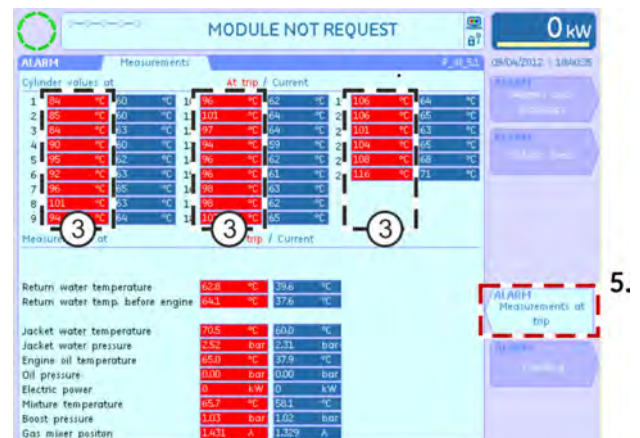 MODULE NOT REQUEST
0 kW
ALARM Measurements P_III_5.1 09/04/2012 18:40:35
Cylinder values at At trip / Current
1 84 °C 60 °C 96 °C 62 °C 106 °C 64 °C
2 85 °C 60 °C 101 °C 64 °C 106 °C 65 °C
3 84 °C 63 °C 97 °C 64 °C 101 °C 63 °C
4 90 °C 60 °C 94 °C 59 °C 104 °C 65 °C
5 95 °C 62 °C 96 °C 62 °C 108 °C 68 °C
6 92 °C 63 °C 96 °C 61 °C 116 °C 71 °C
7 96 °C 65 °C 98 °C 63 °C
8 101 °C 63 °C 98 °C 62 °C
9 °C 64 °C °C 65 °C
3 3 3
at trip / Current
Return water temperature 62.8 °C 39.6 °C
Return water temp. before engine 64.1 °C 37.6 °C
5.
ALARM
Measurements at
trip
Jacket water temperature 70.5 °C 60.0 °C
Jacket water pressure 2.52 bar 2.31 bar
Engine oil temperature 65.0 °C 37.9 °C
Oil pressure 0.00 bar 0.00 bar
Electric power 0 kW 0 kW
Mixture temperature 65.7 °C 58.1 °C
Boost pressure 1.03 bar 1.02 bar
Gas mixer positon 1.431 A 1.329 A